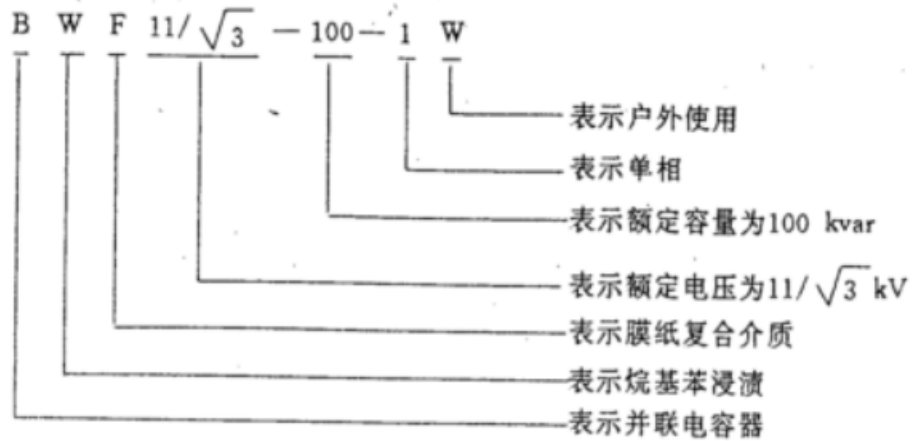 B W F 11/√3 — 100 — 1 W
表示户外使用
表示单相
表示额定容量为100 kvar
表示额定电压为11/√3 kV
表示膜纸复合介质
表示烷基苯浸渍
表示并联电容器